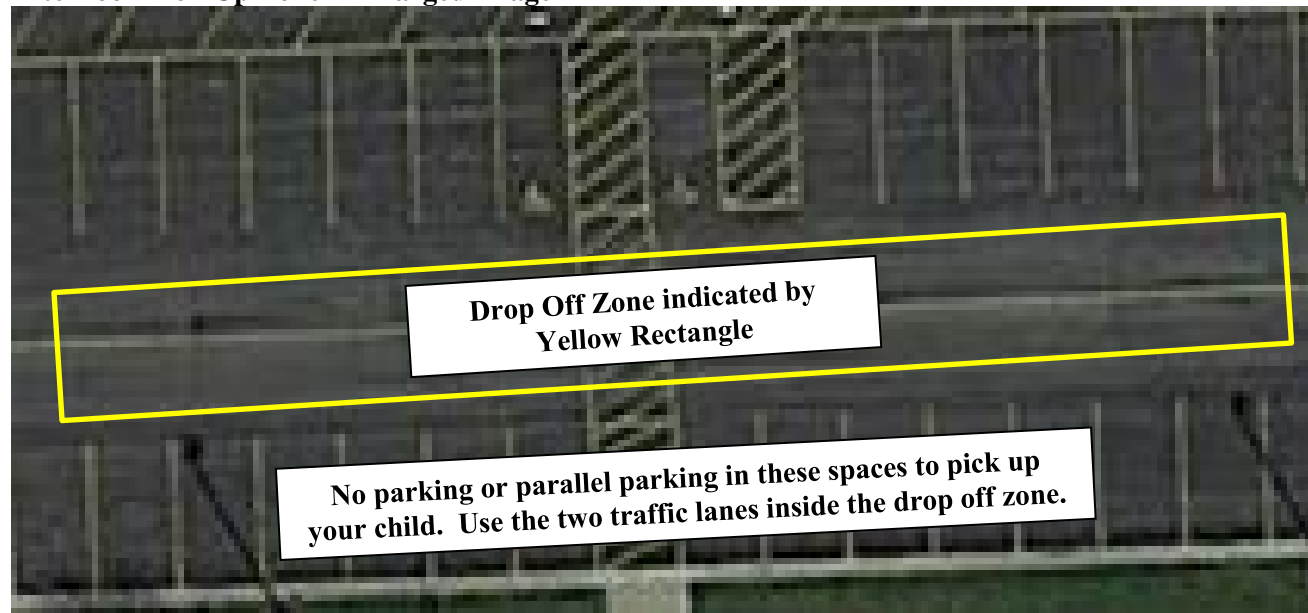 Drop Off Zone indicated by
Yellow Rectangle
No parking or parallel parking in these spaces to pick up
your child.  Use the two traffic lanes inside the drop off zone.